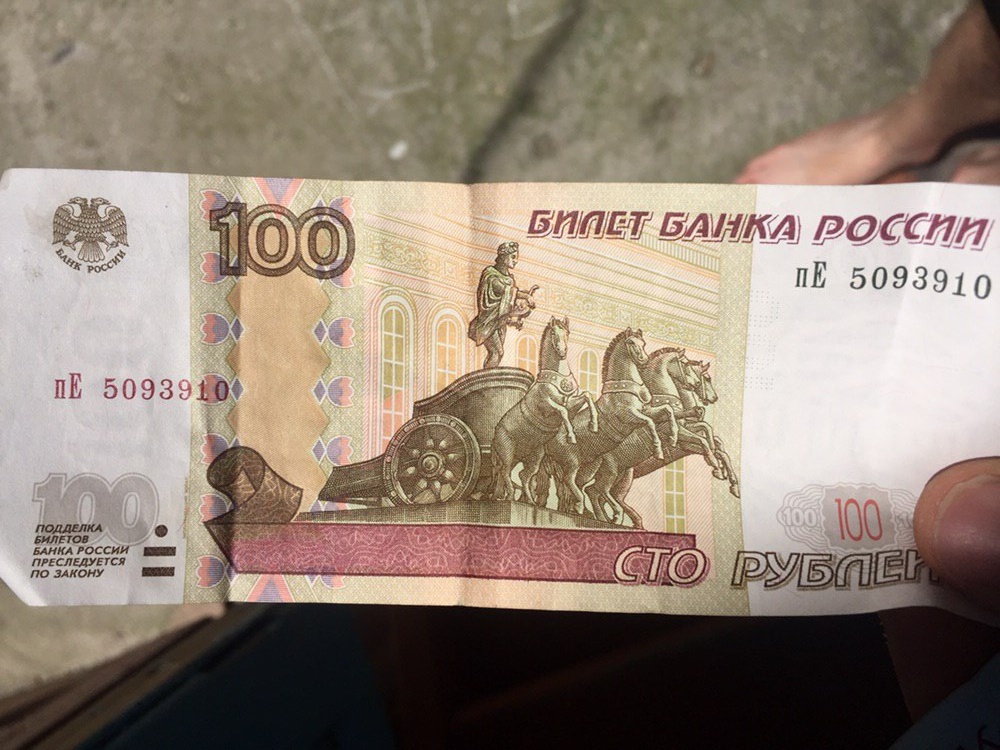 БАНК РОССИИ
100
БИЛЕТ БАНКА РОССИИ
пЕ 5093910
пЕ 5093910
100
ПОДДЕЛКА
БИЛЕТОВ
БАНКА РОССИИ
ПРЕСЛЕДУЕТСЯ
ПО ЗАКОНУ
100 100
СТО РУБЛЕЙ